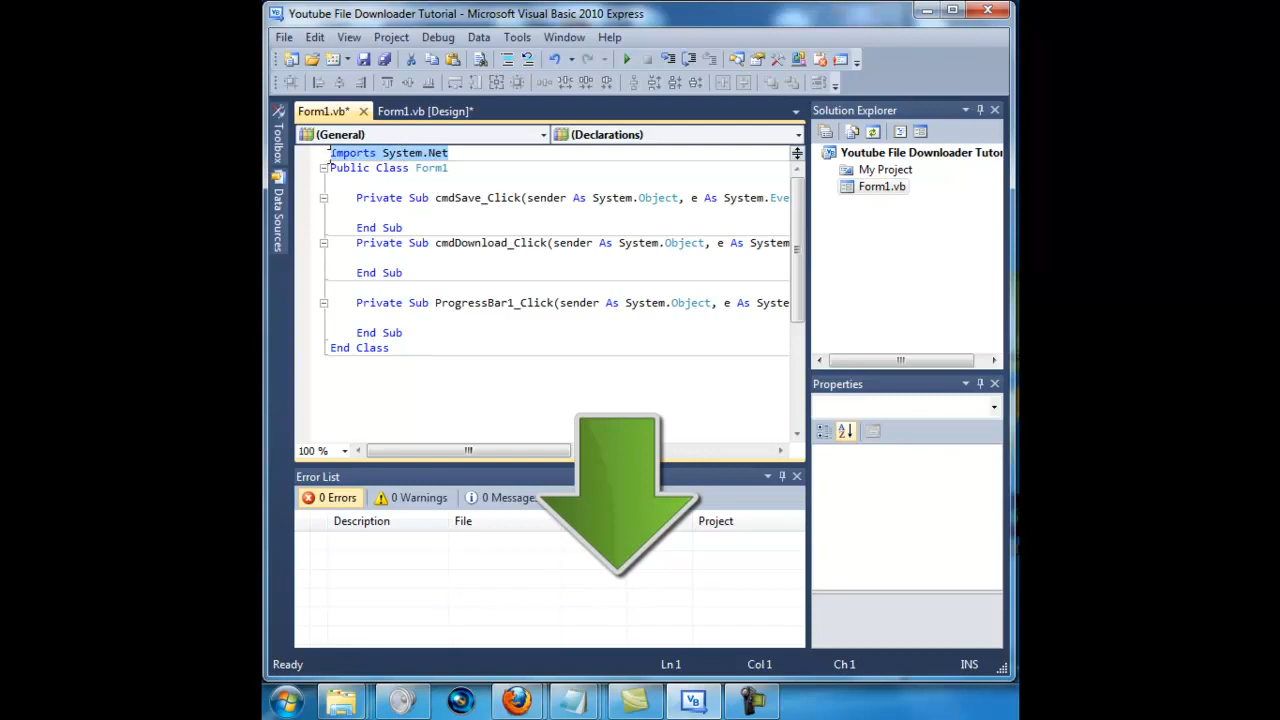 Youtube File Downloader Tutorial - Microsoft Visual Basic 2010 Express
File Edit View Project Debug Data Tools Window Help
Form1.vb* Form1.vb [Design]*
(General) (Declarations)
Toolbox
Data Sources
Imports System.Net
Public Class Form1
Private Sub cmdSave_Click(sender As System.Object, e As System.Eve
End Sub
Private Sub cmdDownload_Click(sender As System.Object, e As System
End Sub
Private Sub ProgressBar1_Click(sender As System.Object, e As Syste
End Sub
End Class
100 %
Solution Explorer
Youtube File Downloader Tutor
My Project
Form1.vb
Properties
Error List
0 Errors 0 Warnings 0 Message
Description File Project
Ready Ln 1 Col 1 Ch 1 INS
VB